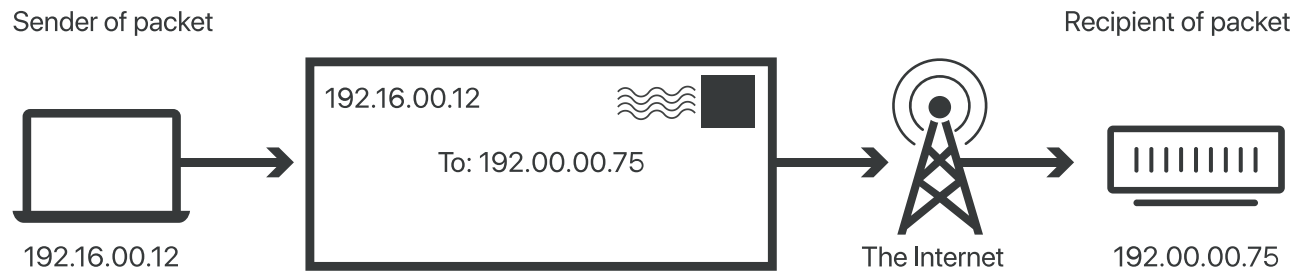 Sender of packet
Recipient of packet
192.16.00.12
To: 192.00.00.75
192.16.00.12
The Internet
192.00.00.75